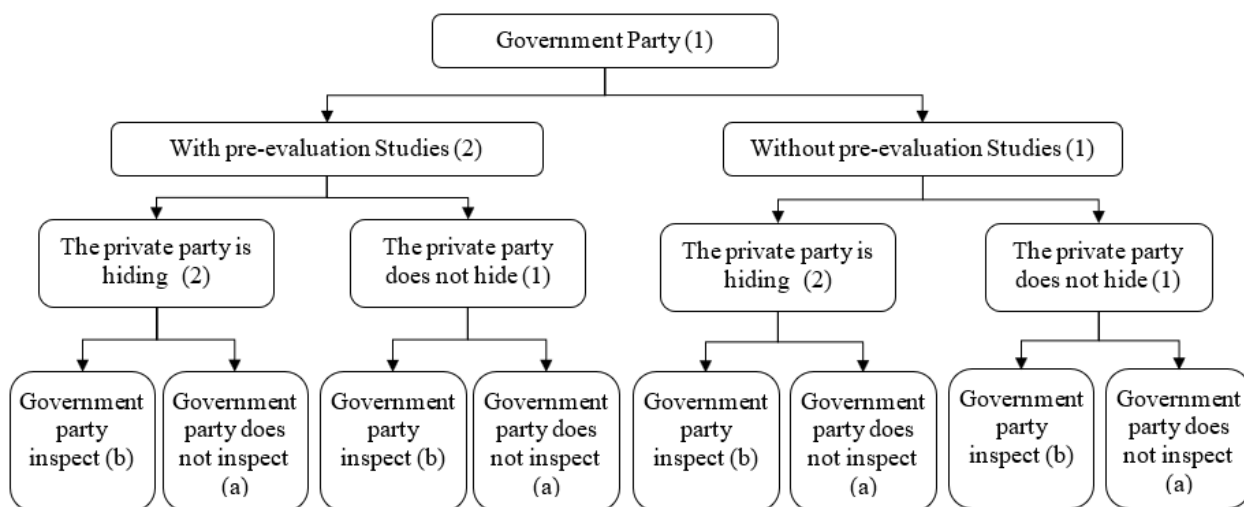 Government Party (1)
With pre-evaluation Studies (2)
Without pre-evaluation Studies (1)
The private party is
hiding (2)
The private party
does not hide (1)
The private party is
hiding (2)
The private party
does not hide (1)
Government
party
inspect (b)
Government
party does
not inspect
(a)
Government
party
inspect (b)
Government
party does
not inspect
(a)
Government
party
inspect (b)
Government
party does
not inspect
(a)
Government
party
inspect (b)
Government
party does
not inspect
(a)